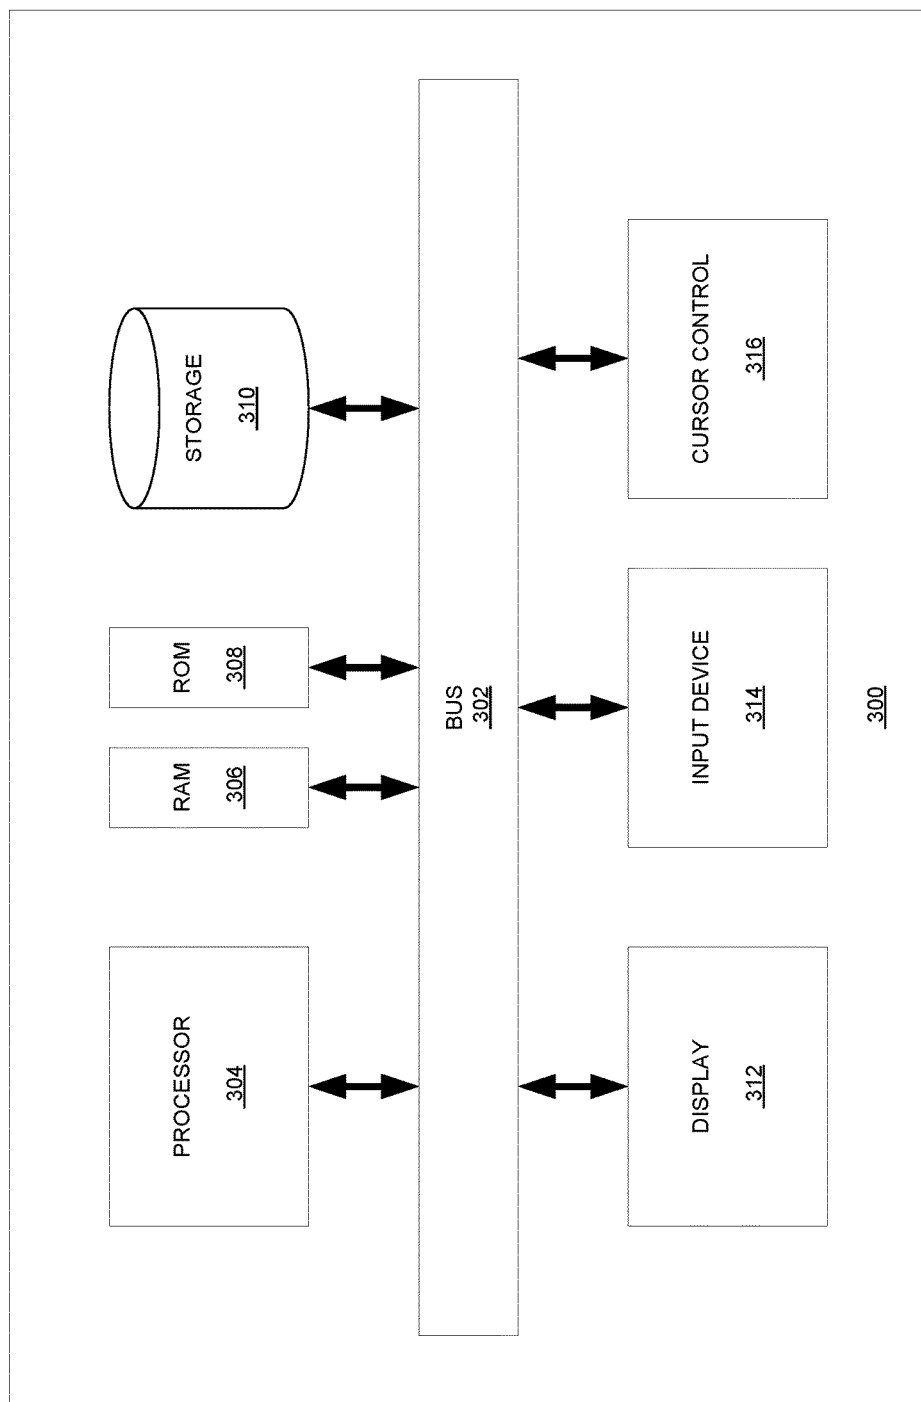 PROCESSOR
304
RAM
306
ROM
308
STORAGE
310
BUS
302
DISPLAY
312
INPUT DEVICE
314
CURSOR CONTROL
316
300